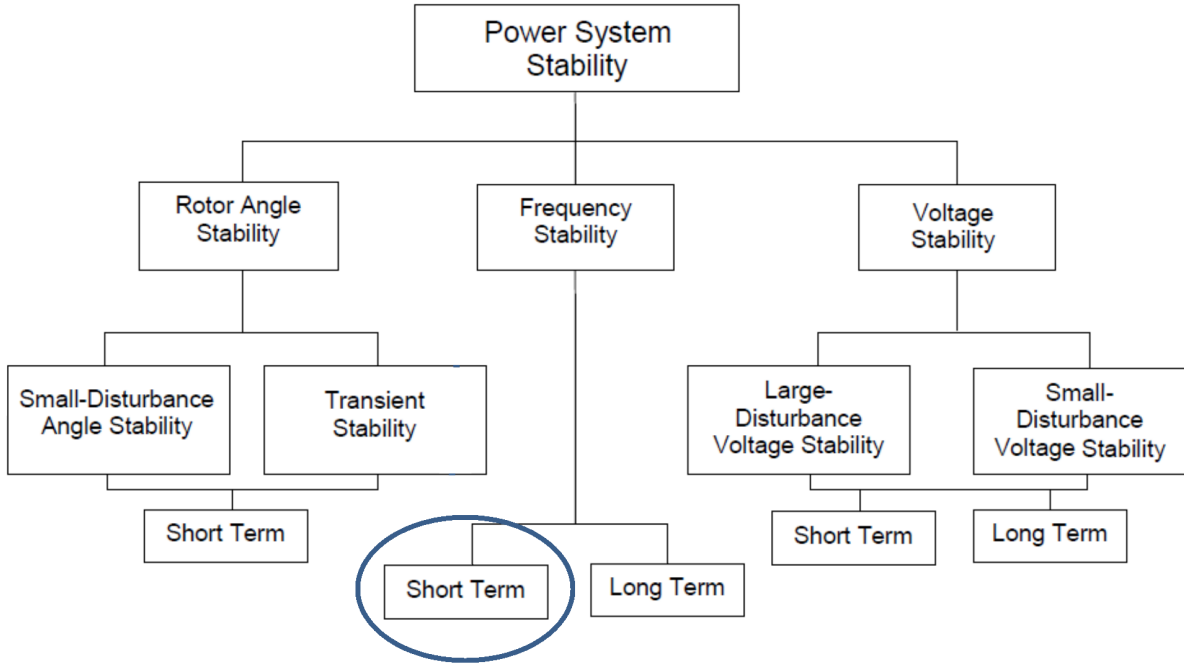 Power System
Stability
Rotor Angle
Stability
Frequency
Stability
Voltage
Stability
Small-Disturbance
Angle Stability
Transient
Stability
Large-
Disturbance
Voltage Stability
Small-
Disturbance
Voltage Stability
Short Term
Short Term
Long Term
Short Term
Long Term